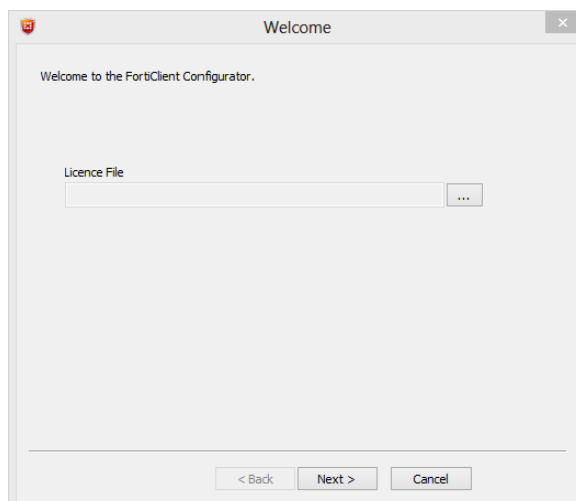 Welcome
Welcome to the FortiClient Configurator.
Licence File
...
< Back Next > Cancel